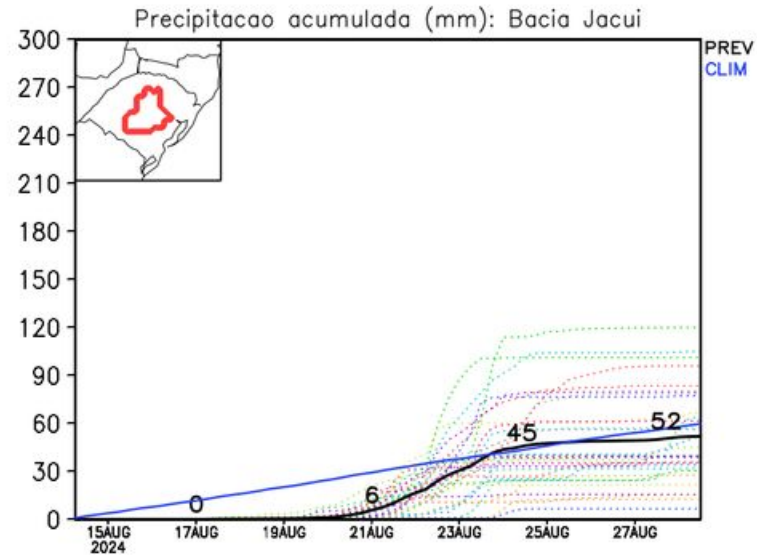 Precipitacao acumulada (mm): Bacia Jacui
300
270
240
210
180
150
120
90
60
30
0
PREV
CLIM
0
6
45
52
15AUG
2024
17AUG
19AUG
21AUG
23AUG
25AUG
27AUG